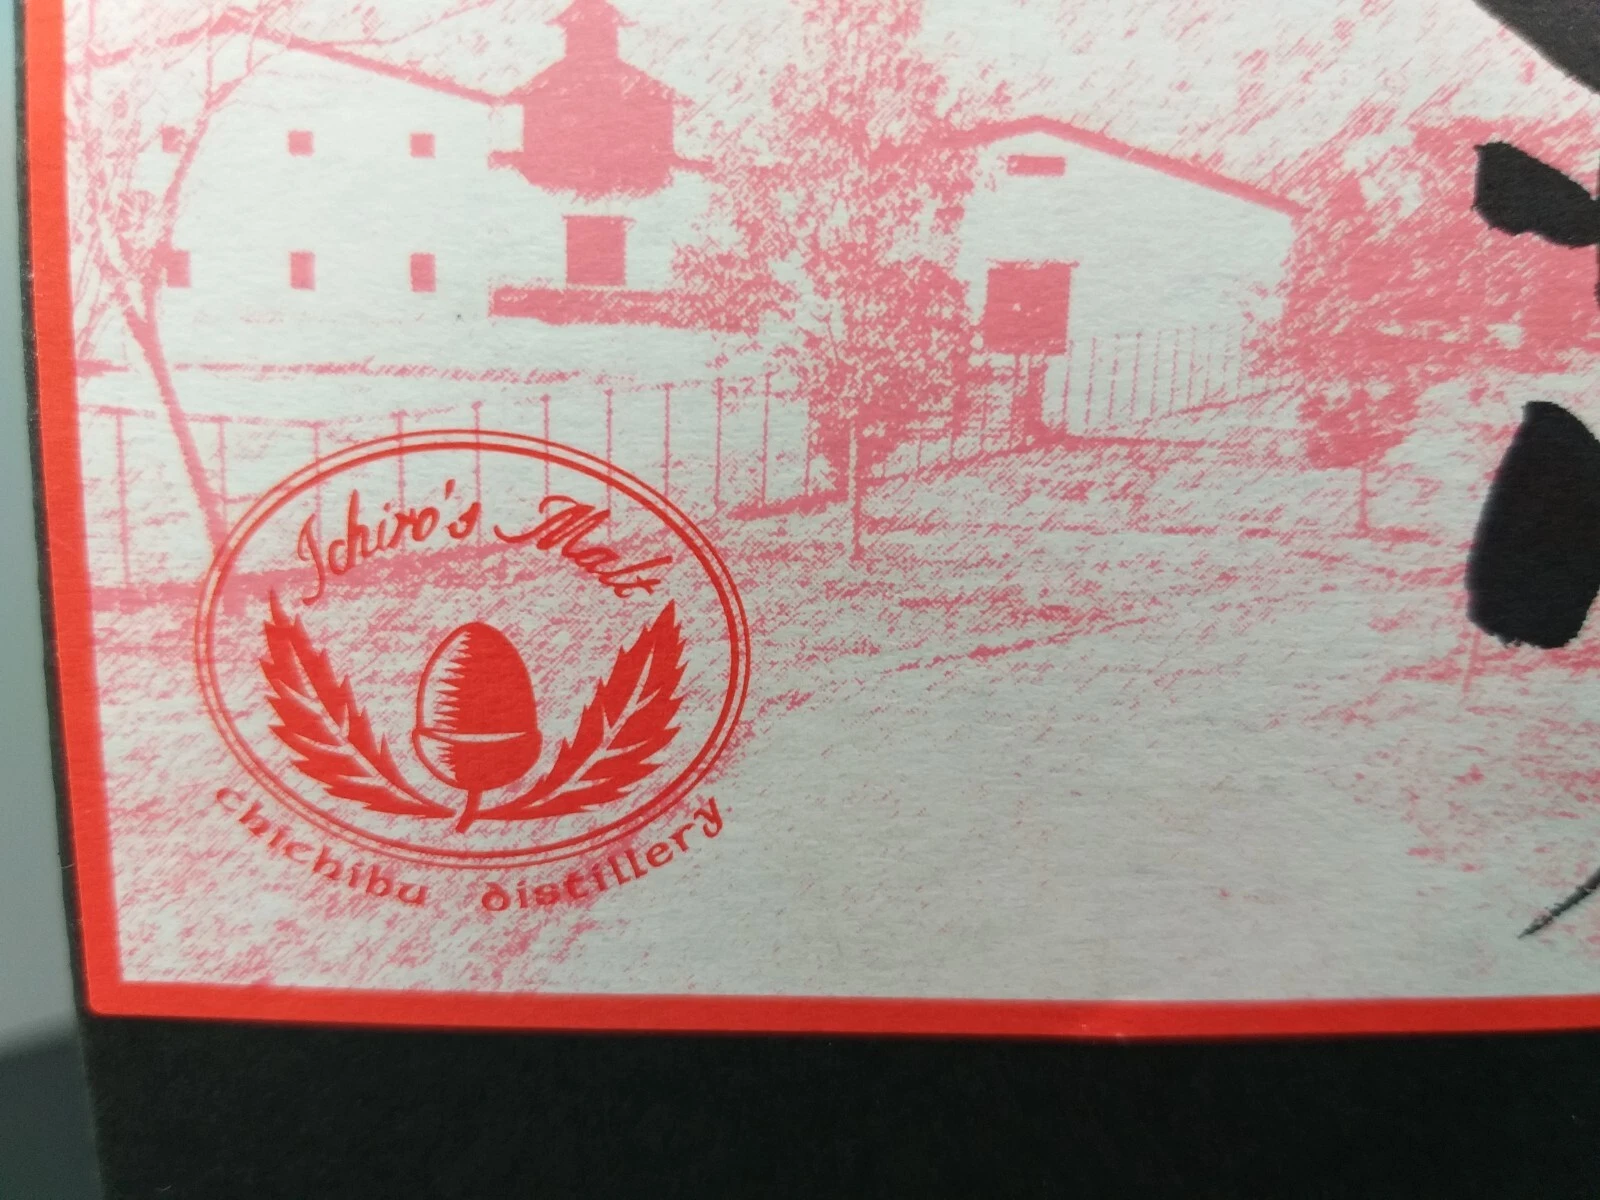 Ichiro's Malt
chichibu distillery